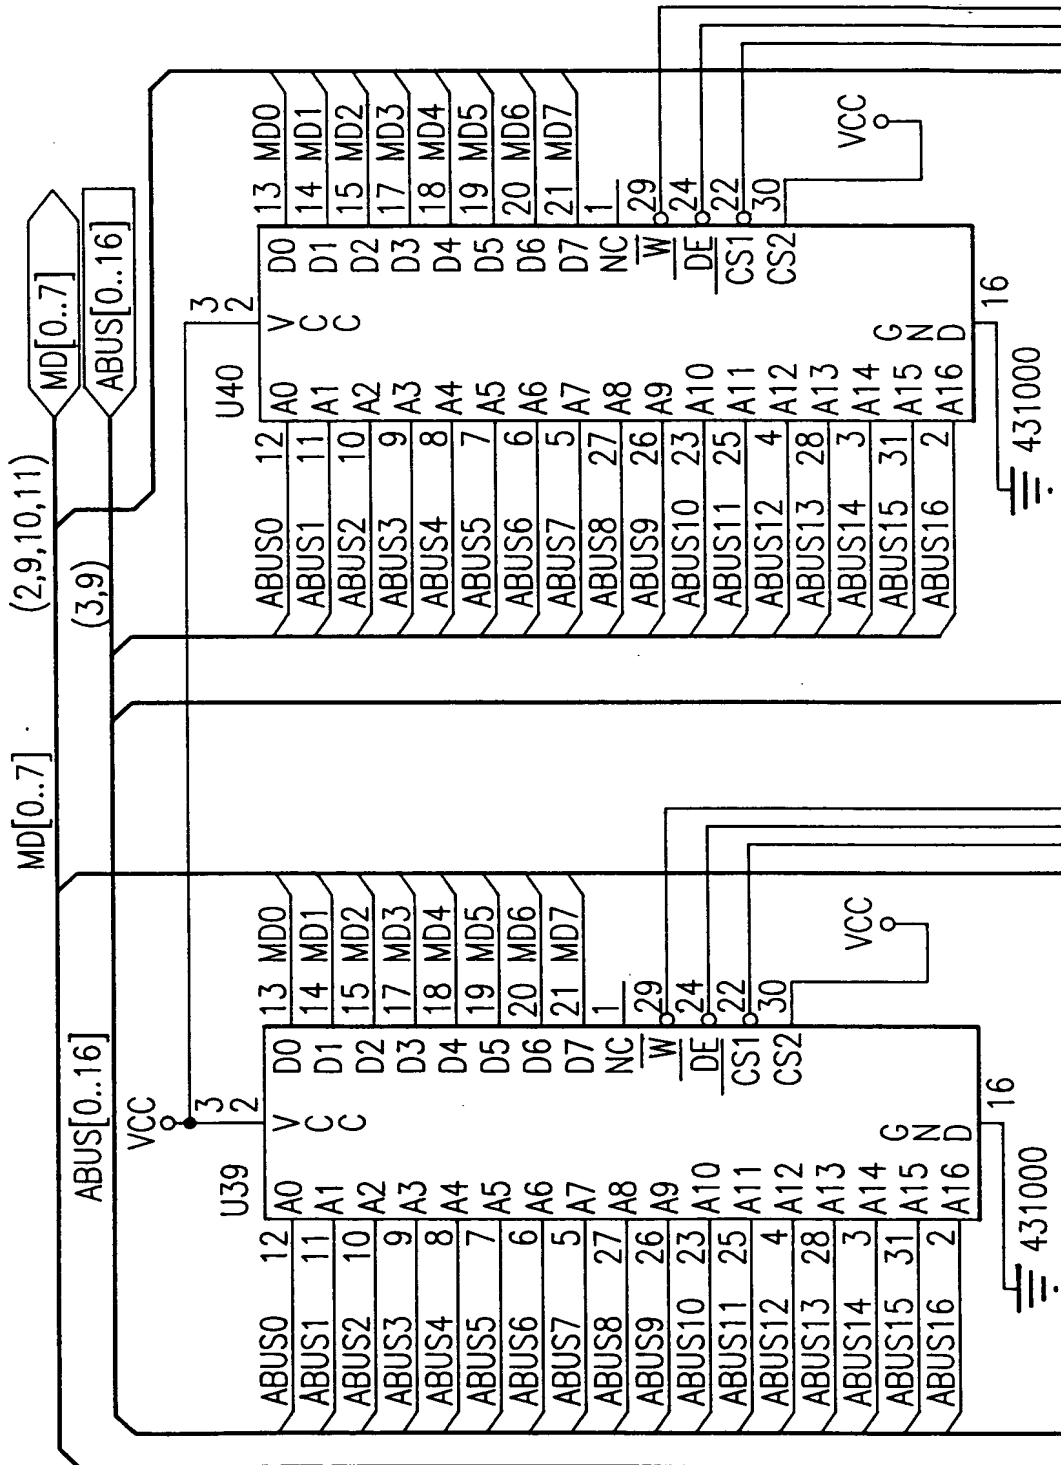 MD[0..7]
(2,9,10,11)
MD[0..7]
ABUS[0..16]
(3,9)
ABUS[0..16]
VCC
3
2
U39
VCC
A0 12 ABUS0
A1 11 ABUS1
A2 10 ABUS2
A3 9 ABUS3
A4 8 ABUS4
A5 7 ABUS5
A6 6 ABUS6
A7 5 ABUS7
A8 27 ABUS8
A9 26 ABUS9
A10 23 ABUS10
A11 25 ABUS11
A12 4 ABUS12
A13 28 ABUS13
A14 3 ABUS14
A15 31 ABUS15
A16 2 ABUS16
D0 13 MD0
D1 14 MD1
D2 15 MD2
D3 17 MD3
D4 18 MD4
D5 19 MD5
D6 20 MD6
D7 21 MD7
NC 1
W 29
DE 24
CS1 22
CS2 30
VCC
GND
16
431000
3
2
U40
VCC
A0 12 ABUS0
A1 11 ABUS1
A2 10 ABUS2
A3 9 ABUS3
A4 8 ABUS4
A5 7 ABUS5
A6 6 ABUS6
A7 5 ABUS7
A8 27 ABUS8
A9 26 ABUS9
A10 23 ABUS10
A11 25 ABUS11
A12 4 ABUS12
A13 28 ABUS13
A14 3 ABUS14
A15 31 ABUS15
A16 2 ABUS16
D0 13 MD0
D1 14 MD1
D2 15 MD2
D3 17 MD3
D4 18 MD4
D5 19 MD5
D6 20 MD6
D7 21 MD7
NC 1
W 29
DE 24
CS1 22
CS2 30
VCC
GND
16
431000